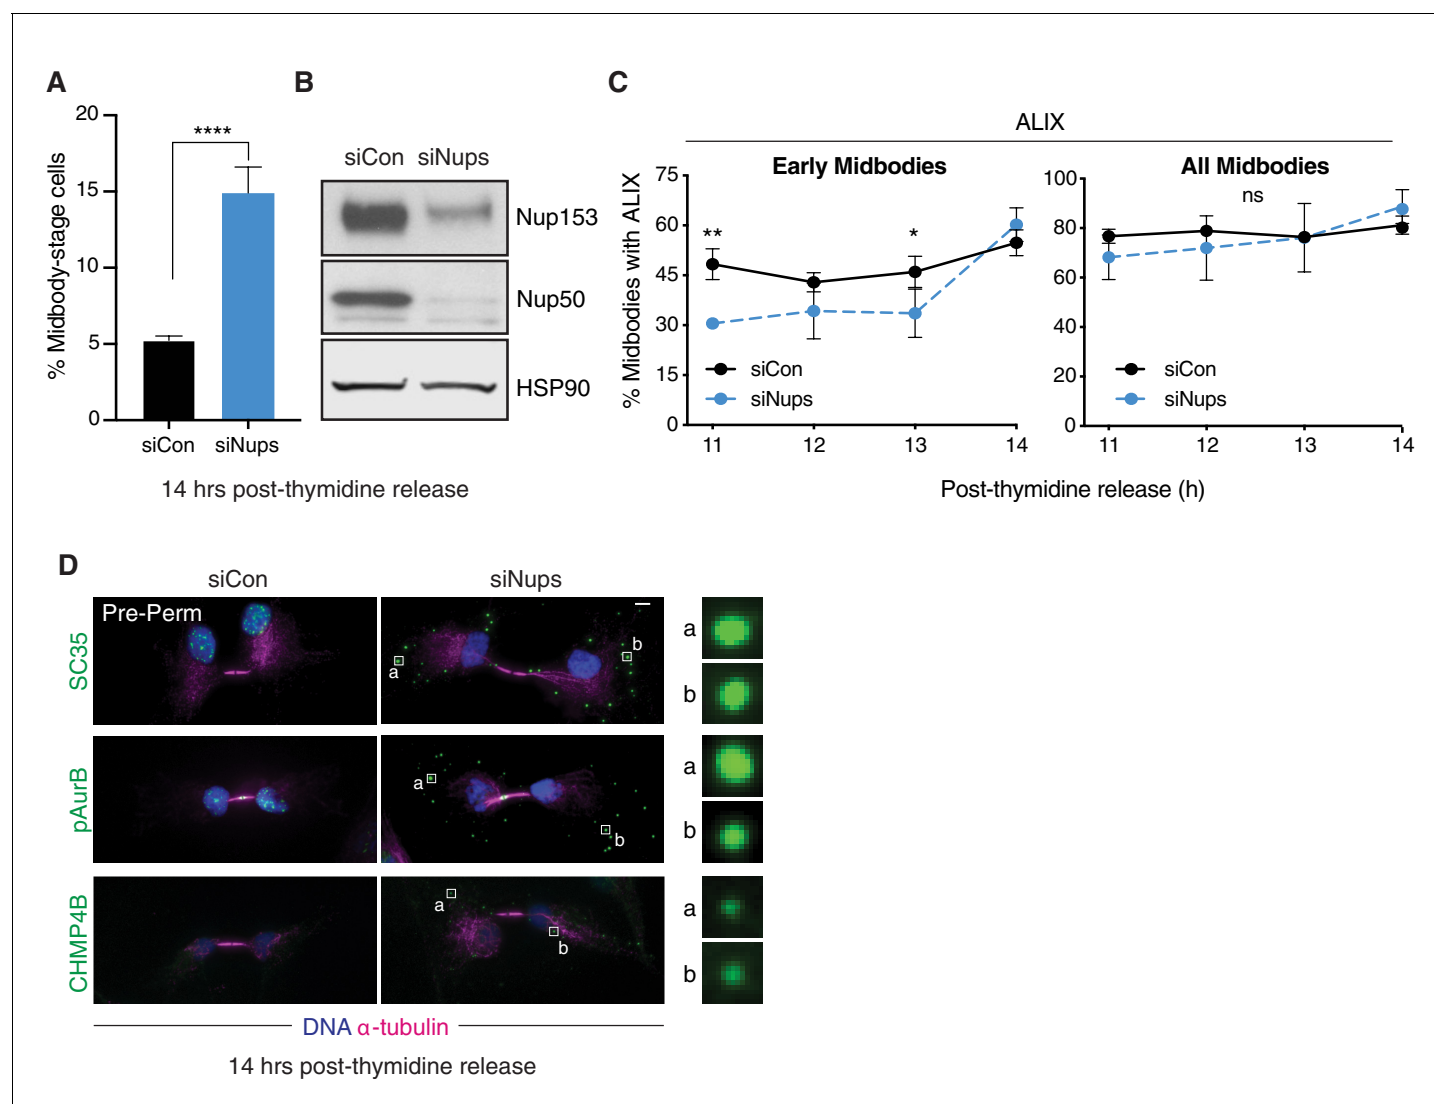 A
B
C
20
15
10
5
0
% Midbody-stage cells
****
siCon siNups
14 hrs post-thymidine release
siCon siNups
Nup153
Nup50
HSP90
ALIX
Early Midbodies
All Midbodies
% Midbodies with ALIX
75
60
45
30
15
0
**
*
siCon
siNups
11 12 13 14
100
80
60
40
20
0
ns
siCon
siNups
11 12 13 14
Post-thymidine release (h)
D
siCon siNups
Pre-Perm
SC35
a
b
a
b
pAurB
a
b
a
b
CHMP4B
a
b
a
b
DNA α-tubulin
14 hrs post-thymidine release